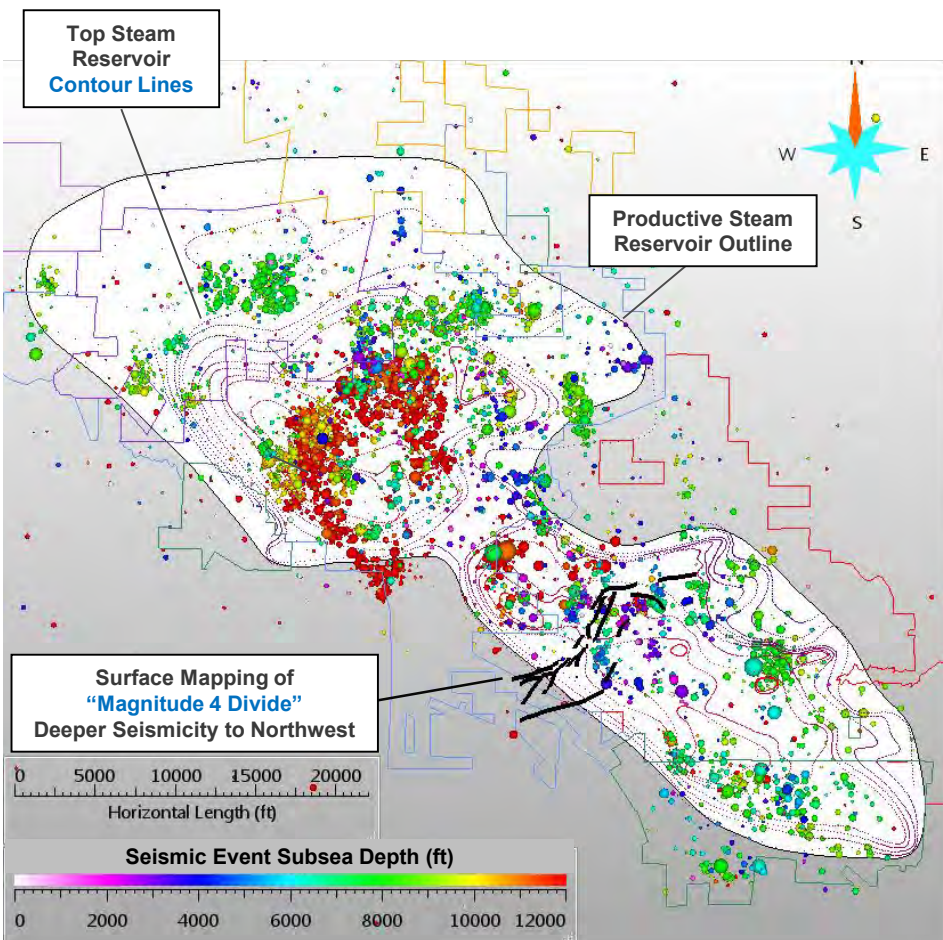 Top Steam
Reservoir
Contour Lines
N
W
E
S
Productive Steam
Reservoir Outline
Surface Mapping of
“Magnitude 4 Divide”
Deeper Seismicity to Northwest
0 5000 10000 15000 20000
Horizontal Length (ft)
Seismic Event Subsea Depth (ft)
0 2000 4000 6000 8000 10000 12000